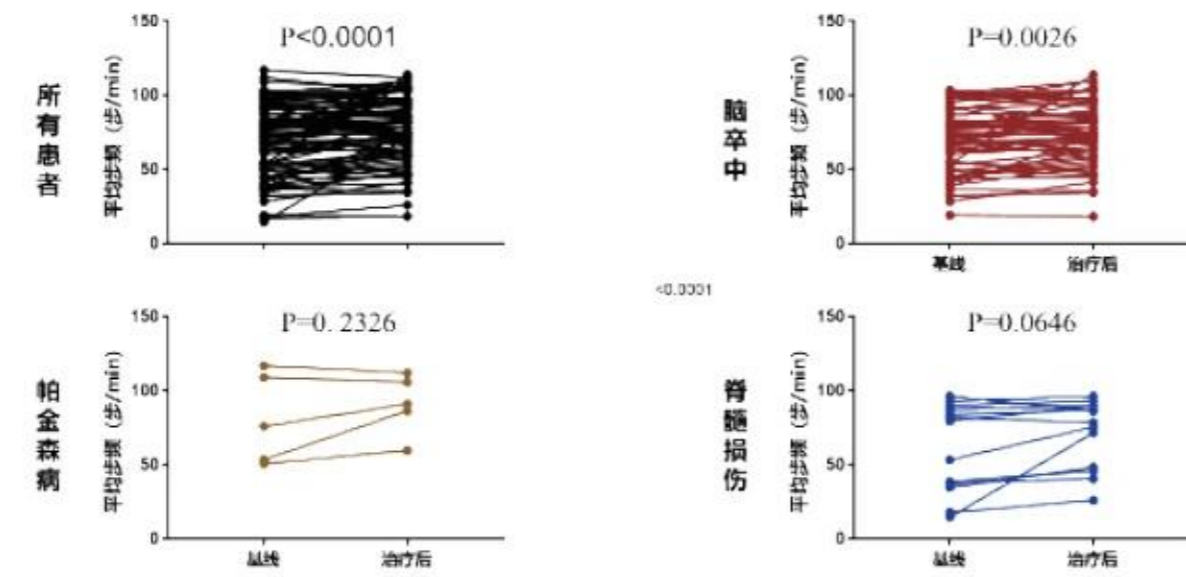 所有患者
平均步频（步/min）
150
100
50
0
P<0.0001
脑卒中
平均步频（步/min）
150
100
50
0
P=0.0026
基线
治疗后
<0.0001
帕金森病
平均步频（步/min）
150
100
50
0
P=0.2326
基线
治疗后
脊髓损伤
平均步频（步/min）
150
100
50
0
P=0.0646
基线
治疗后